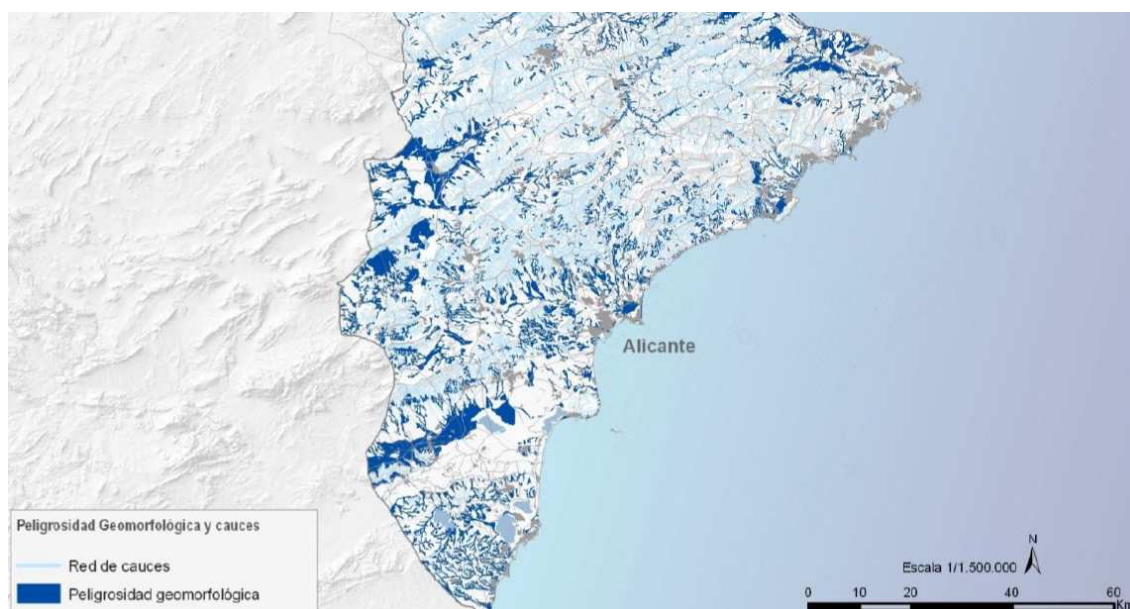 Alicante
Peligrosidad Geomorfológica y cauces
Red de cauces
Peligrosidad geomorfológica
N
Escala 1/1.500.000
0 10 20 40 60
Km